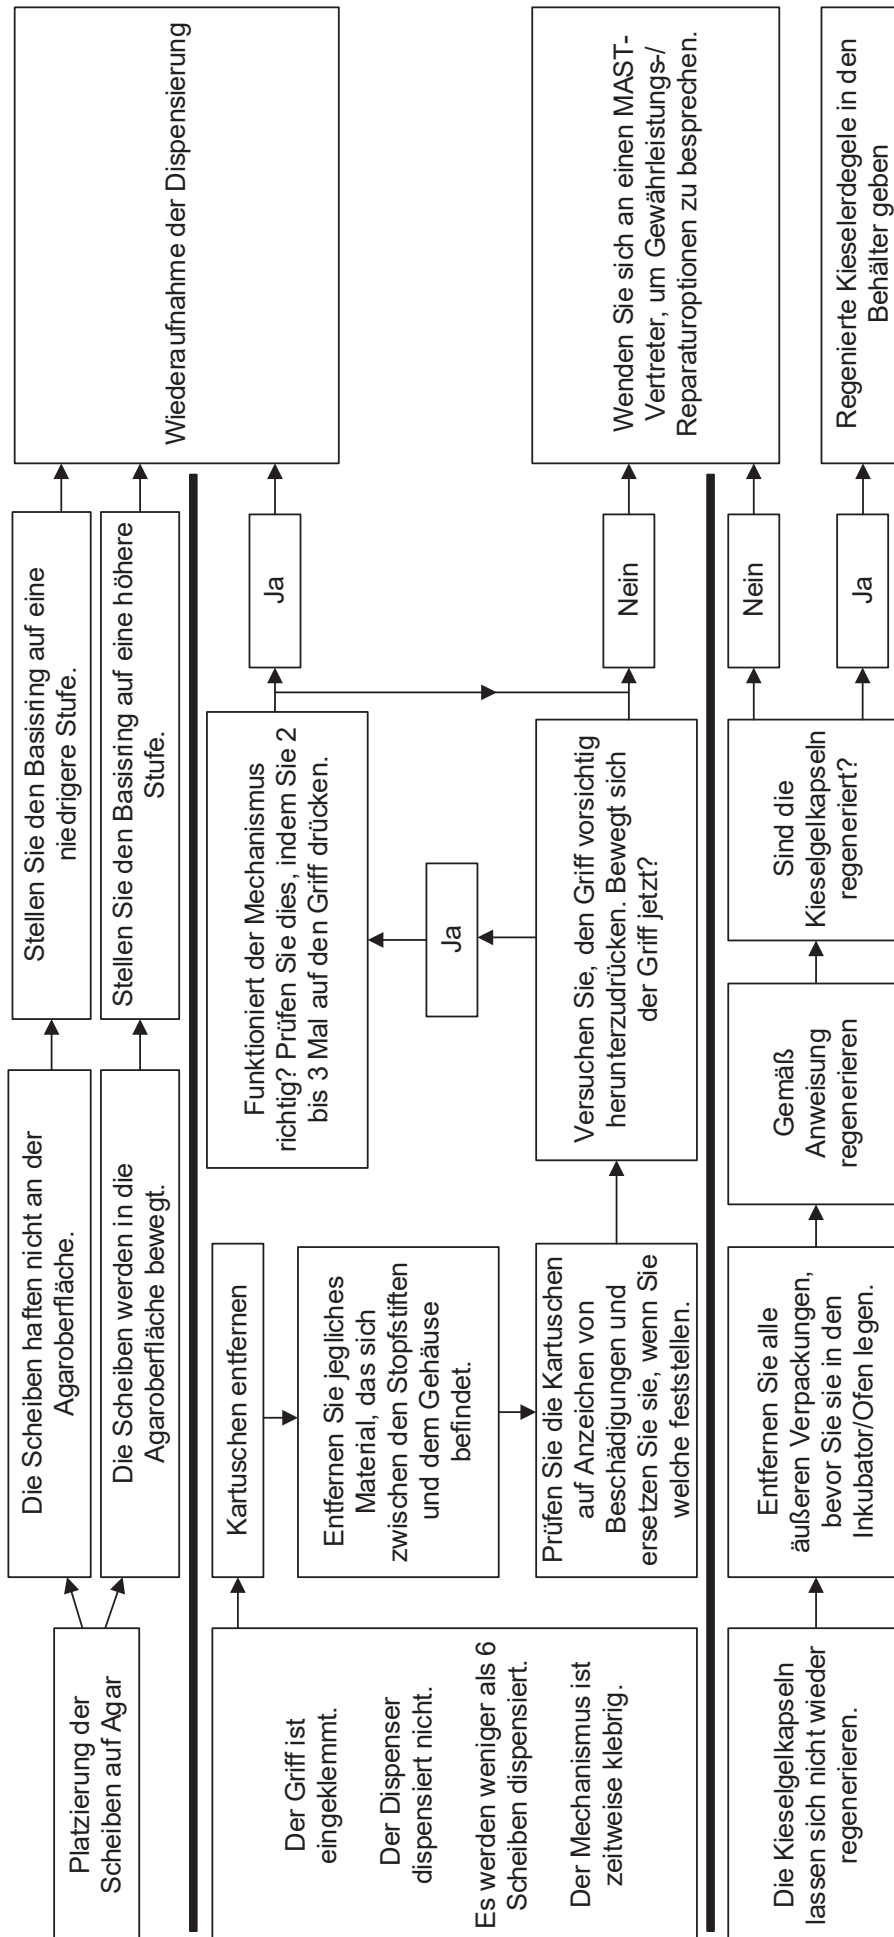 Platzierung der
Scheiben auf Agar
Die Scheiben haften nicht an der
Agaroberfläche.
Stellen Sie den Basisring auf eine
niedrigere Stufe.
Die Scheiben werden in die
Agaroberfläche bewegt.
Stellen Sie den Basisring auf eine höhere
Stufe.
Wiederaufnahme der Dispensierung
Der Griff ist
eingeklemmt.
Der Dispenser
dispensiert nicht.
Es werden weniger als 6
Scheiben dispensiert.
Der Mechanismus ist
zeitweise klebrig.
Kartuschen entfernen
Entfernen Sie jegliches
Material, das sich
zwischen den Stopfstiften
und dem Gehäuse
befindet.
Prüfen Sie die Kartuschen
auf Anzeichen von
Beschädigungen und
ersetzen Sie sie, wenn Sie
welche feststellen.
Versuchen Sie, den Griff vorsichtig
herunterzudrücken. Bewegt sich
der Griff jetzt?
Ja
Funktioniert der Mechanismus
richtig? Prüfen Sie dies, indem Sie 2
bis 3 Mal auf den Griff drücken.
Ja
Nein
Wenden Sie sich an einen MAST-
Vertreter, um Gewährleistungs-/
Reparaturoptionen zu besprechen.
Die Kieselgelkapseln
lassen sich nicht wieder
regenerieren.
Entfernen Sie alle
äußeren Verpackungen,
bevor Sie sie in den
Inkubator/Ofen legen.
Gemäß
Anweisung
regenerieren
Sind die
Kieselgelkapseln
regeneriert?
Nein
Ja
Regenierte Kieselerdegele in den
Behälter geben